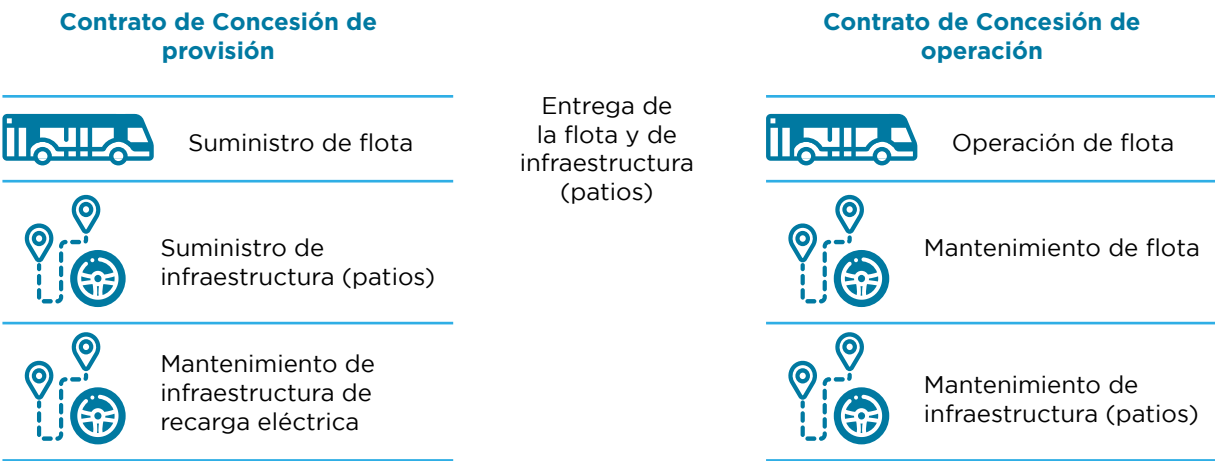 Contrato de Concesión de
provisión
Suministro de flota
Suministro de
infraestructura (patios)
Mantenimiento de
infraestructura de
recarga eléctrica
Entrega de
la flota y de
infraestructura
(patios)
Contrato de Concesión de
operación
Operación de flota
Mantenimiento de flota
Mantenimiento de
infraestructura (patios)